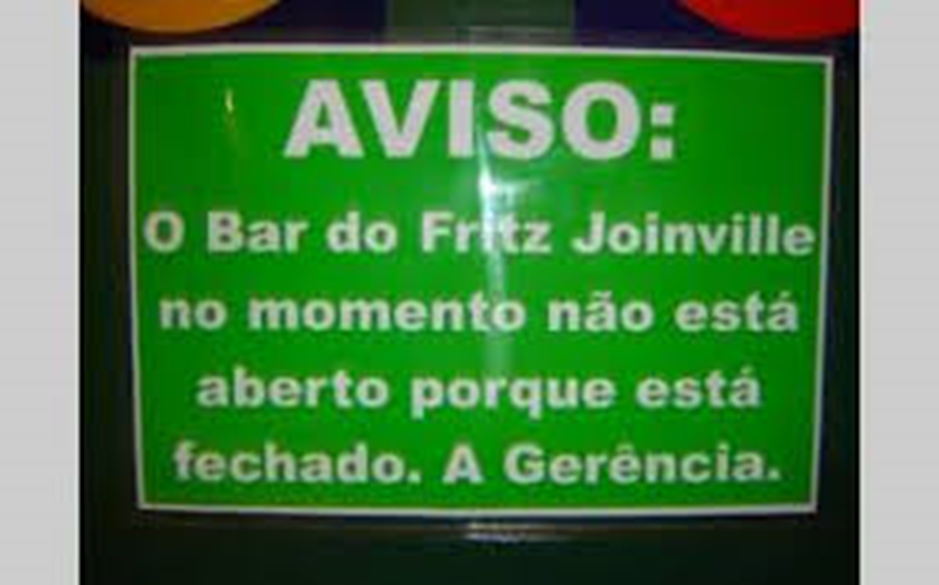 AVISO:
O Bar do Fritz Joinville
no momento não está
aberto porque está
fechado. A Gerência.